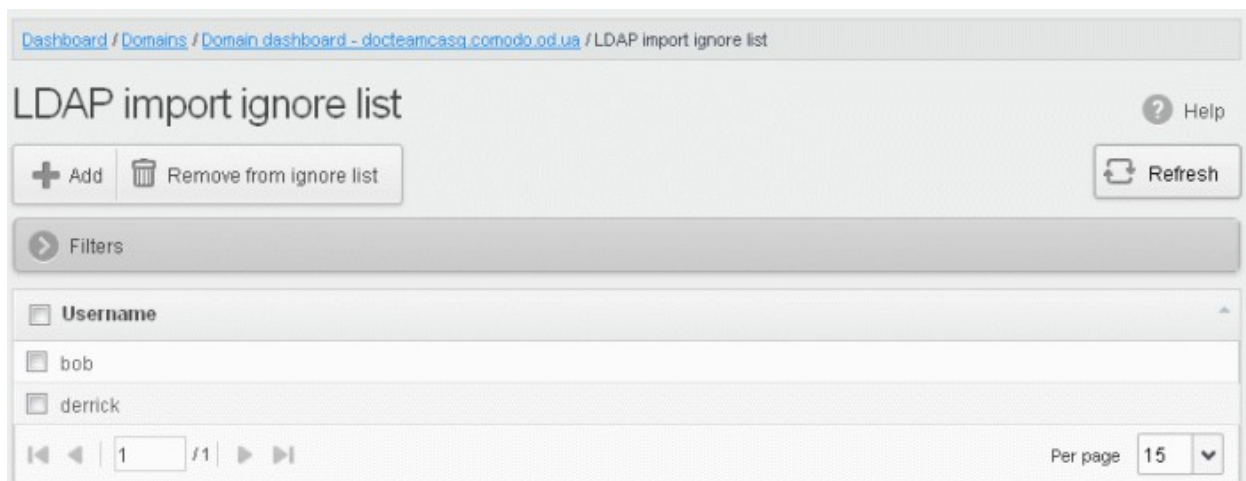 Dashboard / Domains / Domain dashboard - docteamcasg.comodo.od.ua / LDAP import ignore list
LDAP import ignore list
Help
Add
Remove from ignore list
Refresh
Filters
Username
bob
derrick
1 /1
Per page 15